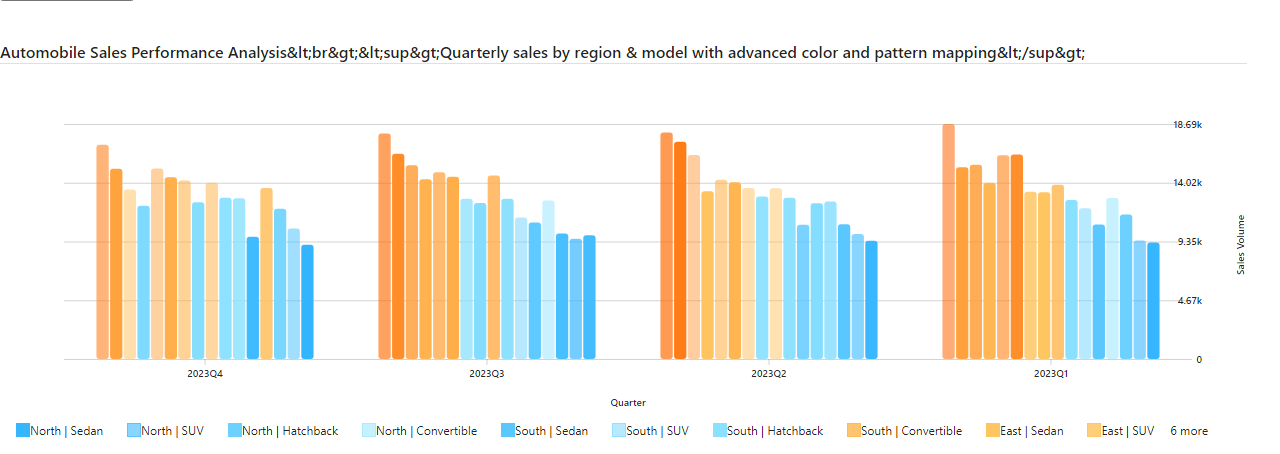 Automobile Sales Performance Analysis&lt;br&gt;&lt;sup&gt;Quarterly sales by region & model with advanced color and pattern mapping&lt;/sup&gt;
18.69k
14.02k
9.35k
4.67k
0
Sales Volume
2023Q4 2023Q3 2023Q2 2023Q1
Quarter
North | Sedan North | SUV North | Hatchback North | Convertible South | Sedan South | SUV South | Hatchback South | Convertible East | Sedan East | SUV 6 more